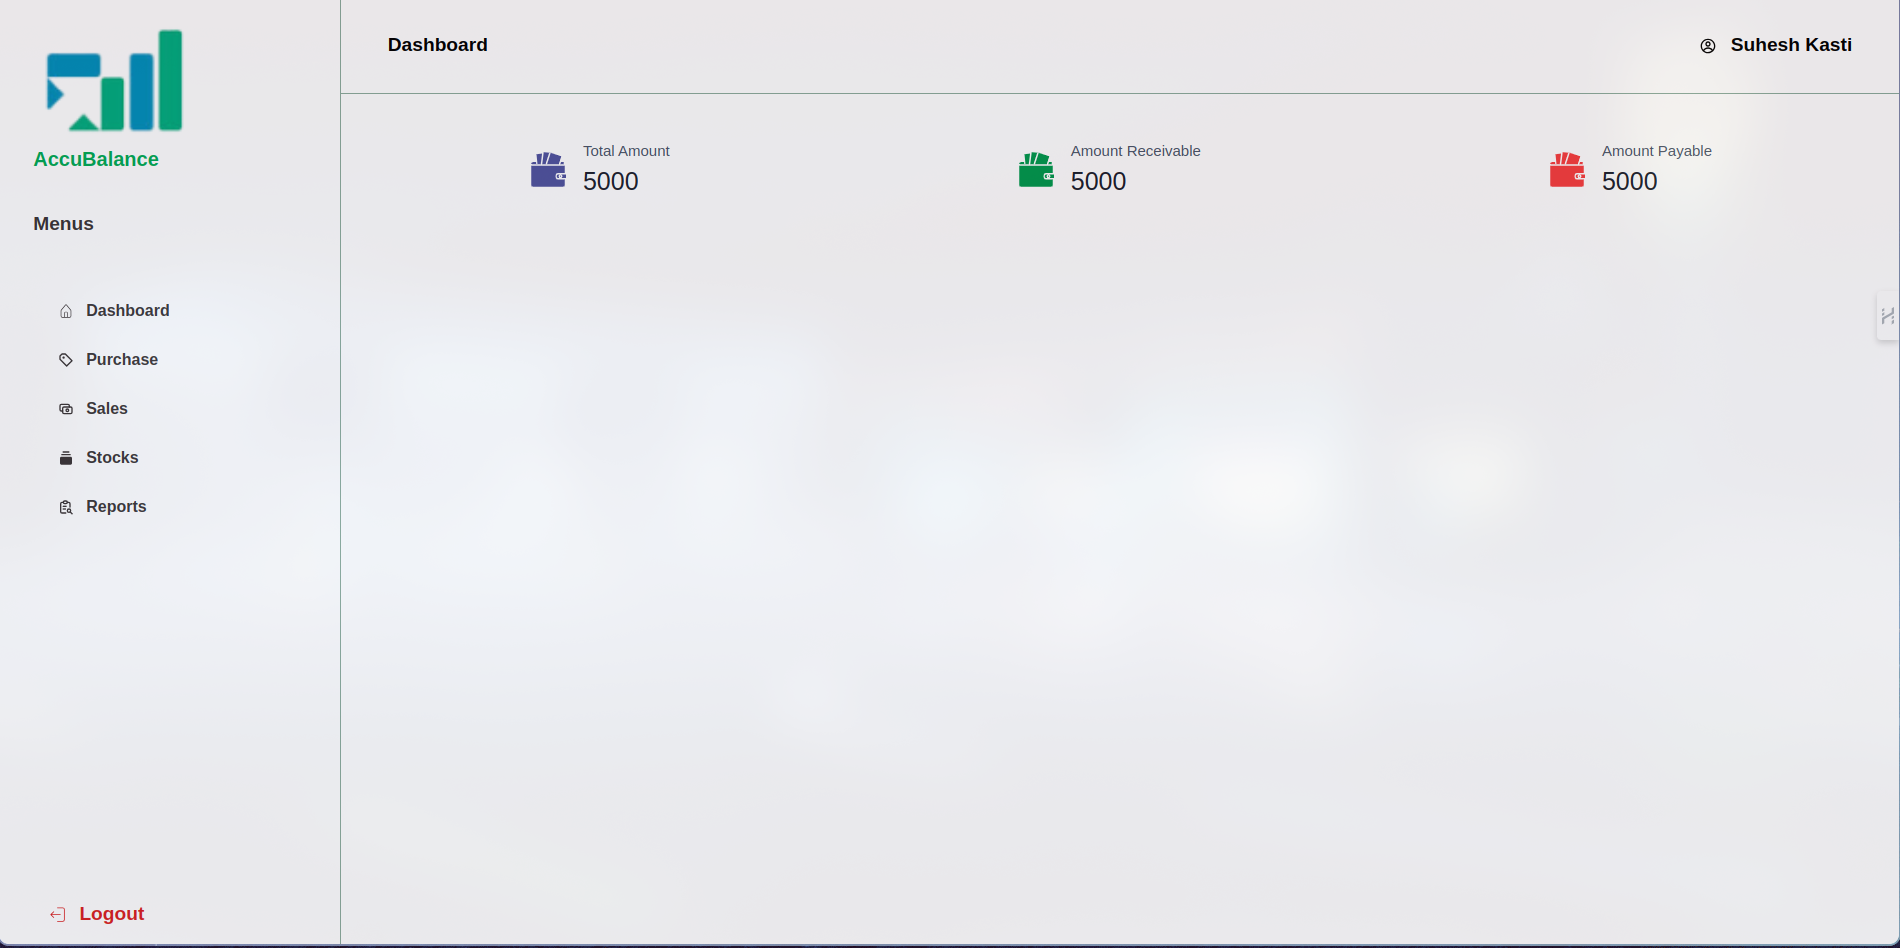 AccuBalance
Menus
Dashboard
Purchase
Sales
Stocks
Reports
Logout
Dashboard
Suhesh Kasti
Total Amount
5000
Amount Receivable
5000
Amount Payable
5000